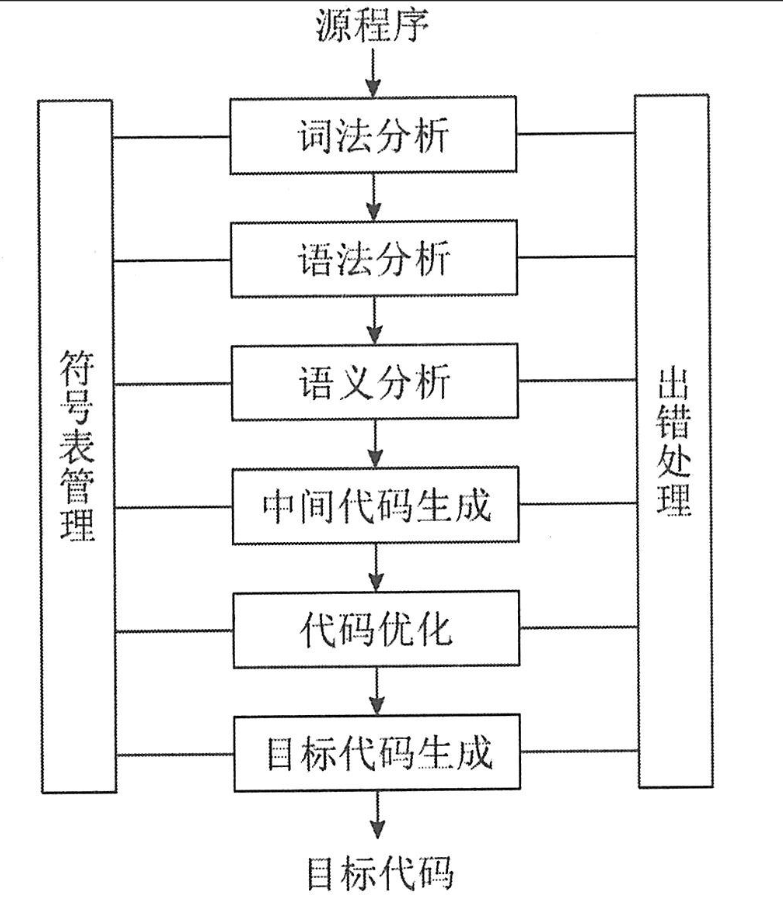 源程序
词法分析
语法分析
语义分析
中间代码生成
代码优化
目标代码生成
目标代码
符号表管理
出错处理